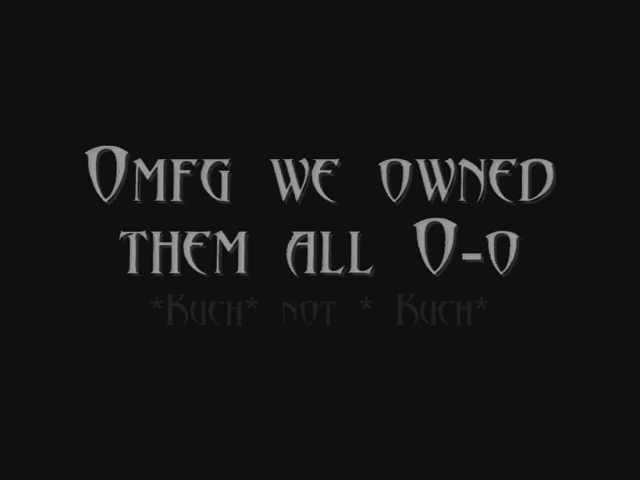 Omfg we owned
them all O-o
*Kuch* not * Kuch*